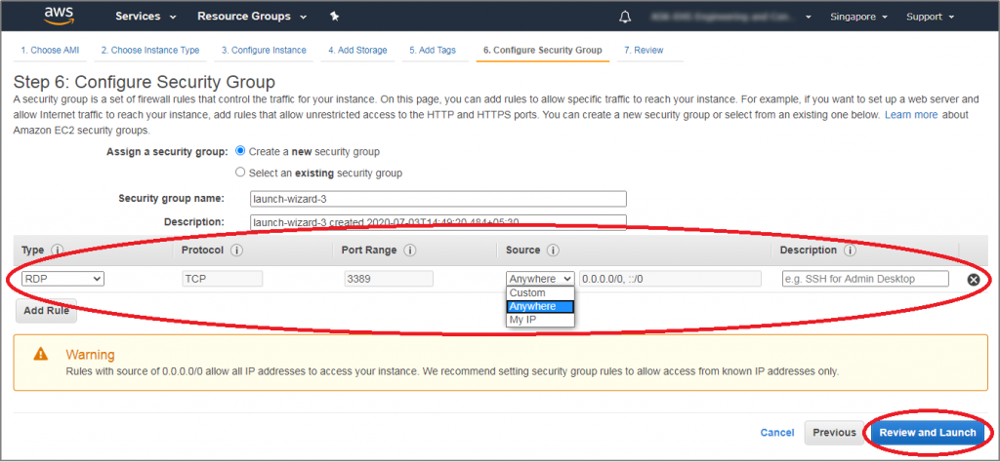 aws
Services Resource Groups Singapore Support
1. Choose AMI 2. Choose Instance Type 3. Configure Instance 4. Add Storage 5. Add Tags 6. Configure Security Group 7. Review
Step 6: Configure Security Group
A security group is a set of firewall rules that control the traffic for your instance. On this page, you can add rules to allow specific traffic to reach your instance. For example, if you want to set up a web server and
allow Internet traffic to reach your instance, add rules that allow unrestricted access to the HTTP and HTTPS ports. You can create a new security group or select from an existing one below. Learn more about
Amazon EC2 security groups.
Assign a security group: Create a new security group
Select an existing security group
Security group name: launch-wizard-3
Description: launch-wizard-3 created 2020-07-03T14:49:20.484+05:30
Type Protocol Port Range Source Description
RDP TCP 3389 Anywhere 0.0.0.0/0, ::/0 e.g. SSH for Admin Desktop
Custom
Anywhere
My IP
Add Rule
Warning
Rules with source of 0.0.0.0/0 allow all IP addresses to access your instance. We recommend setting security group rules to allow access from known IP addresses only.
Cancel Previous Review and Launch